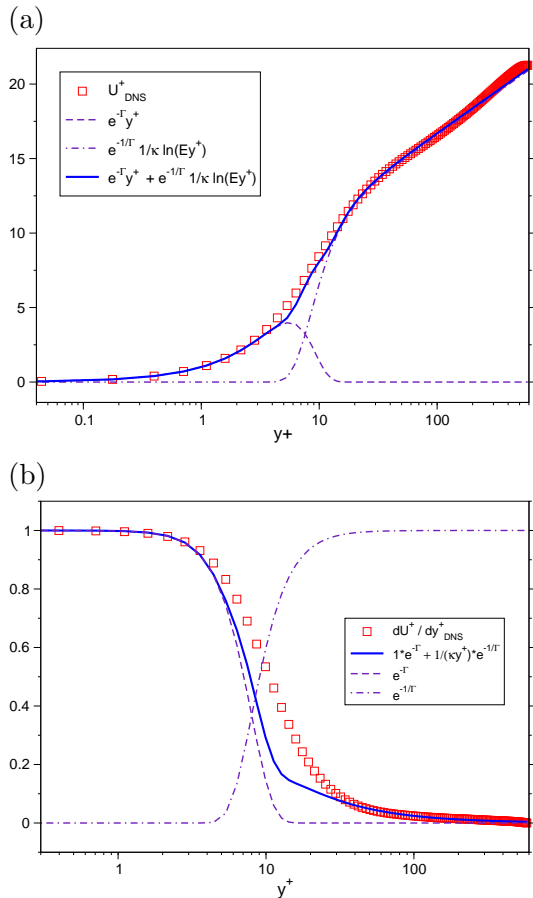 (a)
20
15
10
5
0
U⁺DNS
e^-Γ y⁺
e^-1/Γ 1/κ ln(Ey⁺)
e^-Γ y⁺ + e^-1/Γ 1/κ ln(Ey⁺)
0.1 1 10 100
y+
(b)
1
0.8
0.6
0.4
0.2
0
dU⁺ / dy⁺DNS
1*e^-Γ + 1/(κy⁺)*e^-1/Γ
e^-Γ
e^-1/Γ
1 10 100
y⁺